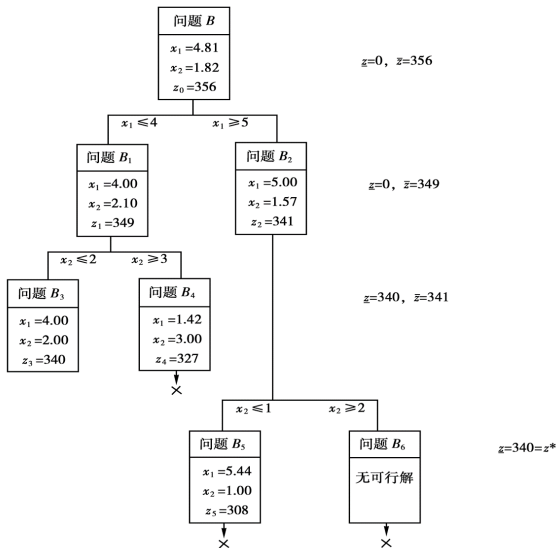 问题 B
x₁=4.81
x₂=1.82
z₀=356
z̲=0，z̄=356
x₁≤4
x₁≥5
问题 B₁
x₁=4.00
x₂=2.10
z₁=349
问题 B₂
x₁=5.00
x₂=1.57
z₂=341
z̲=0，z̄=349
x₂≤2
x₂≥3
问题 B₃
x₁=4.00
x₂=2.00
z₃=340
问题 B₄
x₁=1.42
x₂=3.00
z₄=327
×
z̲=340，z̄=341
x₂≤1
x₂≥2
问题 B₅
x₁=5.44
x₂=1.00
z₅=308
×
问题 B₆
无可行解
×
z̲=340=z*